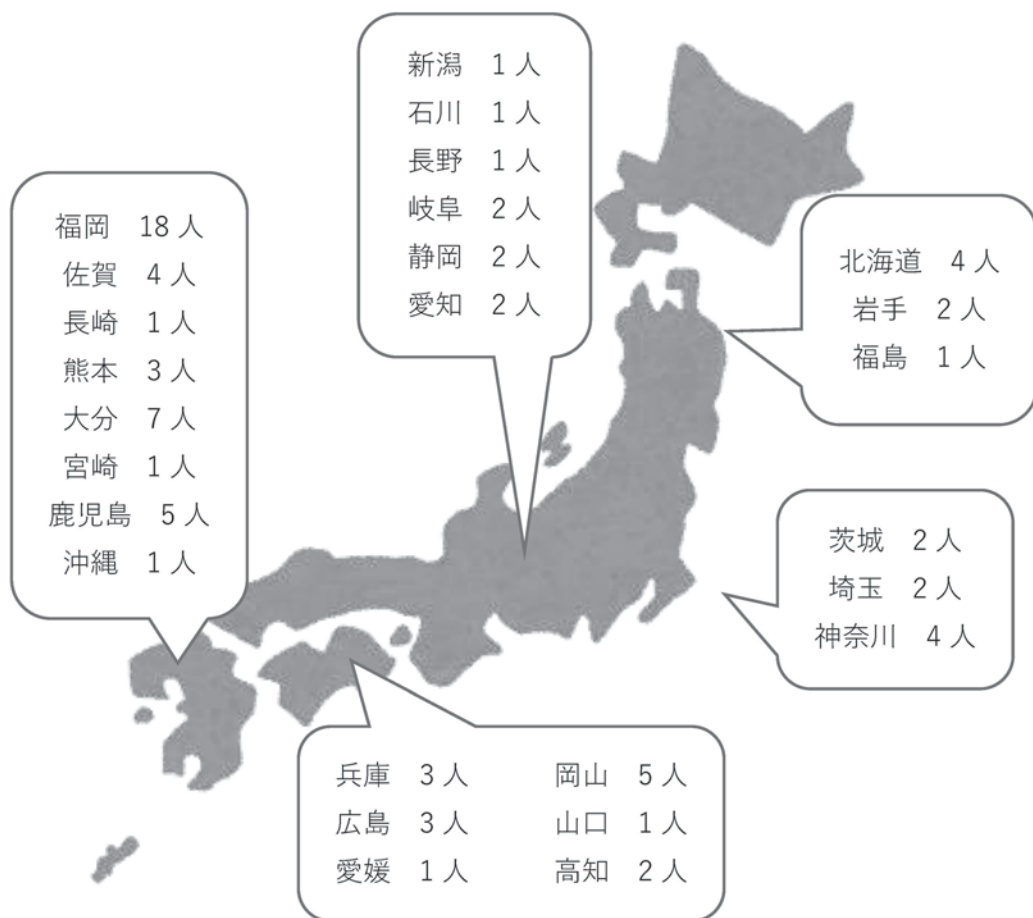 新潟 1人
石川 1人
長野 1人
岐阜 2人
静岡 2人
愛知 2人
福岡 18人
佐賀 4人
長崎 1人
熊本 3人
大分 7人
宮崎 1人
鹿児島 5人
沖縄 1人
北海道 4人
岩手 2人
福島 1人
茨城 2人
埼玉 2人
神奈川 4人
兵庫 3人 岡山 5人
広島 3人 山口 1人
愛媛 1人 高知 2人